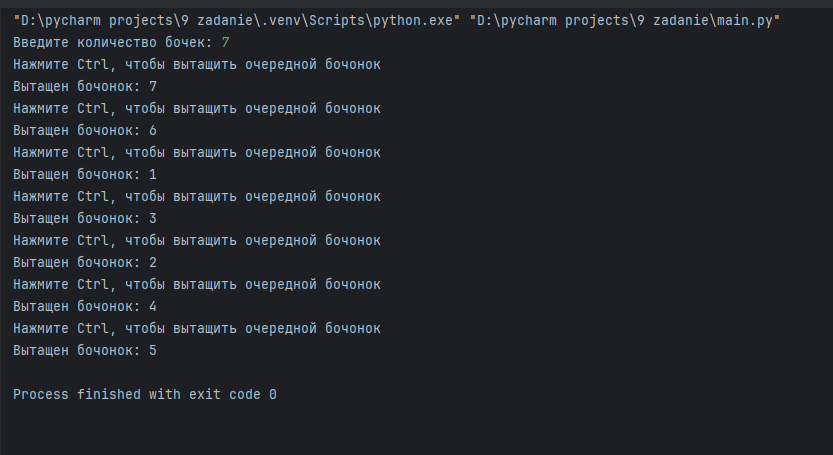 "D:\pycharm projects\9 zadanie\.venv\Scripts\python.exe" "D:\pycharm projects\9 zadanie\main.py"
Введите количество бочек: 7
Нажмите Ctrl, чтобы вытащить очередной бочонок
Вытащен бочонок: 7
Нажмите Ctrl, чтобы вытащить очередной бочонок
Вытащен бочонок: 6
Нажмите Ctrl, чтобы вытащить очередной бочонок
Вытащен бочонок: 1
Нажмите Ctrl, чтобы вытащить очередной бочонок
Вытащен бочонок: 3
Нажмите Ctrl, чтобы вытащить очередной бочонок
Вытащен бочонок: 2
Нажмите Ctrl, чтобы вытащить очередной бочонок
Вытащен бочонок: 4
Нажмите Ctrl, чтобы вытащить очередной бочонок
Вытащен бочонок: 5
Process finished with exit code 0